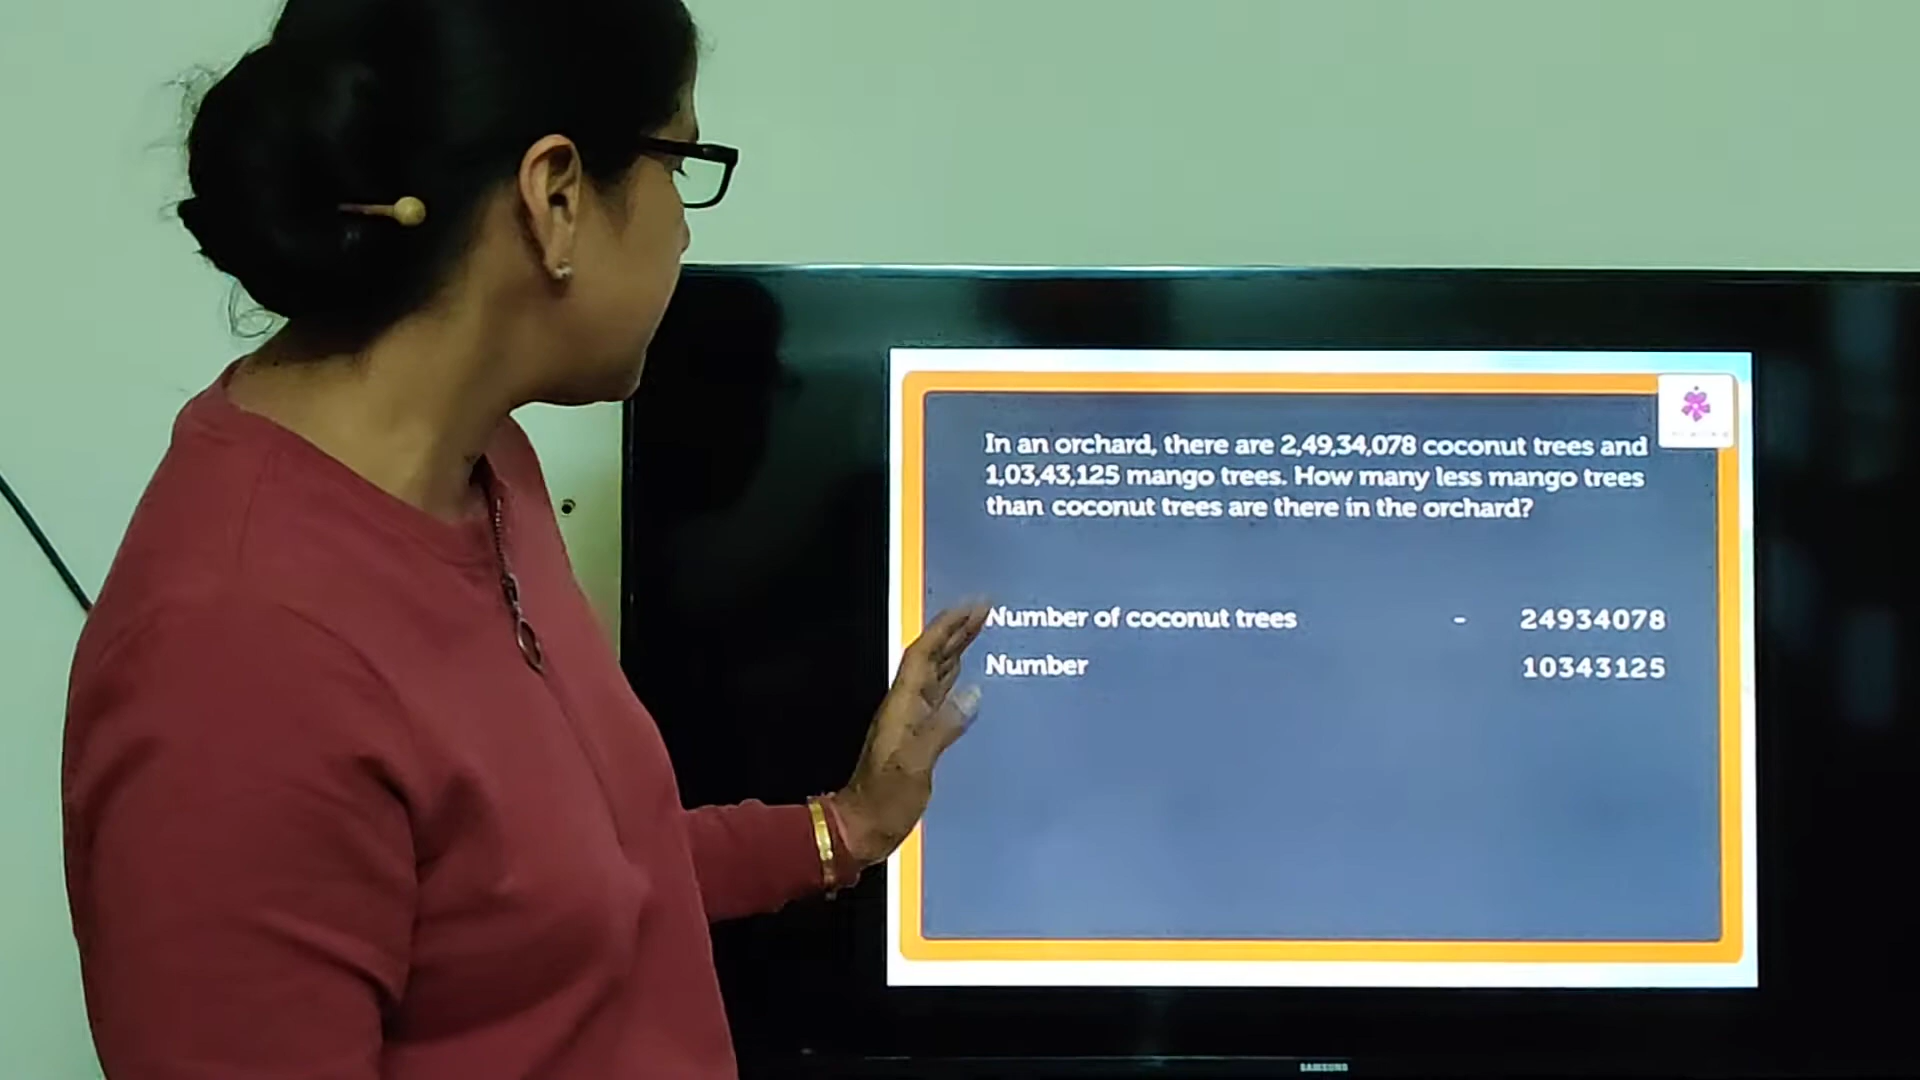 In an orchard, there are 2,49,34,078 coconut trees and
1,03,43,125 mango trees. How many less mango trees
than coconut trees are there in the orchard?
Number of coconut trees - 24934078
Number 10343125
SAMSUNG